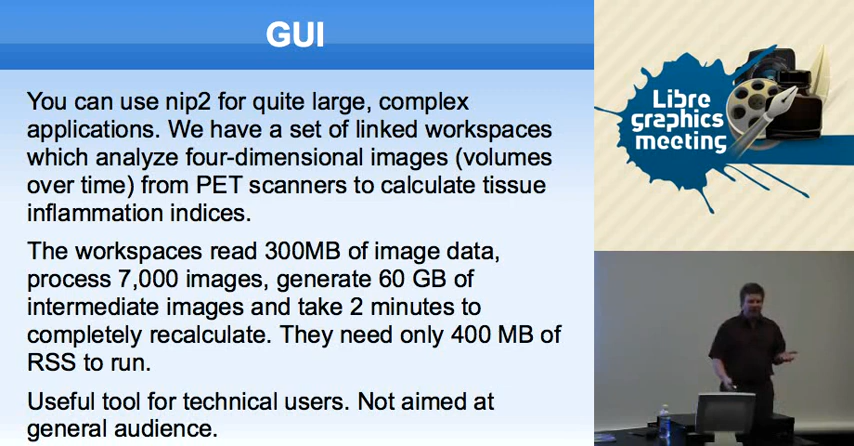 GUI
You can use nip2 for quite large, complex
applications. We have a set of linked workspaces
which analyze four-dimensional images (volumes
over time) from PET scanners to calculate tissue
inflammation indices.
The workspaces read 300MB of image data,
process 7,000 images, generate 60 GB of
intermediate images and take 2 minutes to
completely recalculate. They need only 400 MB of
RSS to run.
Useful tool for technical users. Not aimed at
general audience.
Libre
graphics
meeting